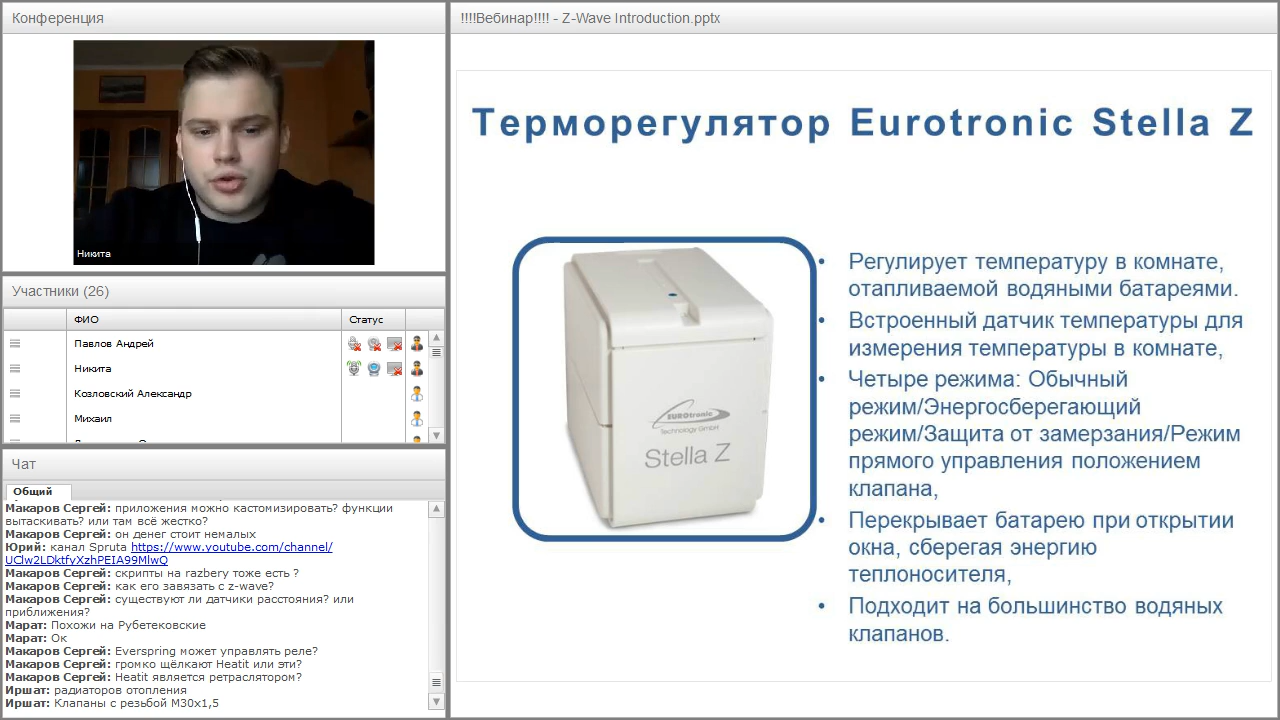 Конференция
Никита
Участники (26)
ФИО
Статус
Павлов Андрей
Никита
Козловский Александр
Михаил
Чат
Общий
Макаров Сергей: приложения можно кастомизировать? функции
вытаскивать? или там всё жестко?
Макаров Сергей: он денег стоит немалых
Юрий: канал Spruta https://www.youtube.com/channel/
UClw2LDktfyXzhPEIA99MlwQ
Макаров Сергей: скрипты на razbery тоже есть ?
Макаров Сергей: как его завязать с z-wave?
Макаров Сергей: существуют ли датчики расстояния? или
приближения?
Марат: Похожи на Рубетековские
Марат: Ок
Макаров Сергей: Everspring может управлять реле?
Макаров Сергей: громко щёлкают Heatit или эти?
Макаров Сергей: Heatit является ретраслятором?
Иршат: радиаторов отопления
Иршат: Клапаны с резьбой М30х1,5
!!!!Вебинар!!!! - Z-Wave Introduction.pptx
Терморегулятор Eurotronic Stella Z
EUROtronic
Technology GmbH
Stella Z
• Регулирует температуру в комнате,
отапливаемой водяными батареями.
• Встроенный датчик температуры для
измерения температуры в комнате,
• Четыре режима: Обычный
режим/Энергосберегающий
режим/Защита от замерзания/Режим
прямого управления положением
клапана,
• Перекрывает батарею при открытии
окна, сберегая энергию
теплоносителя,
• Подходит на большинство водяных
клапанов.